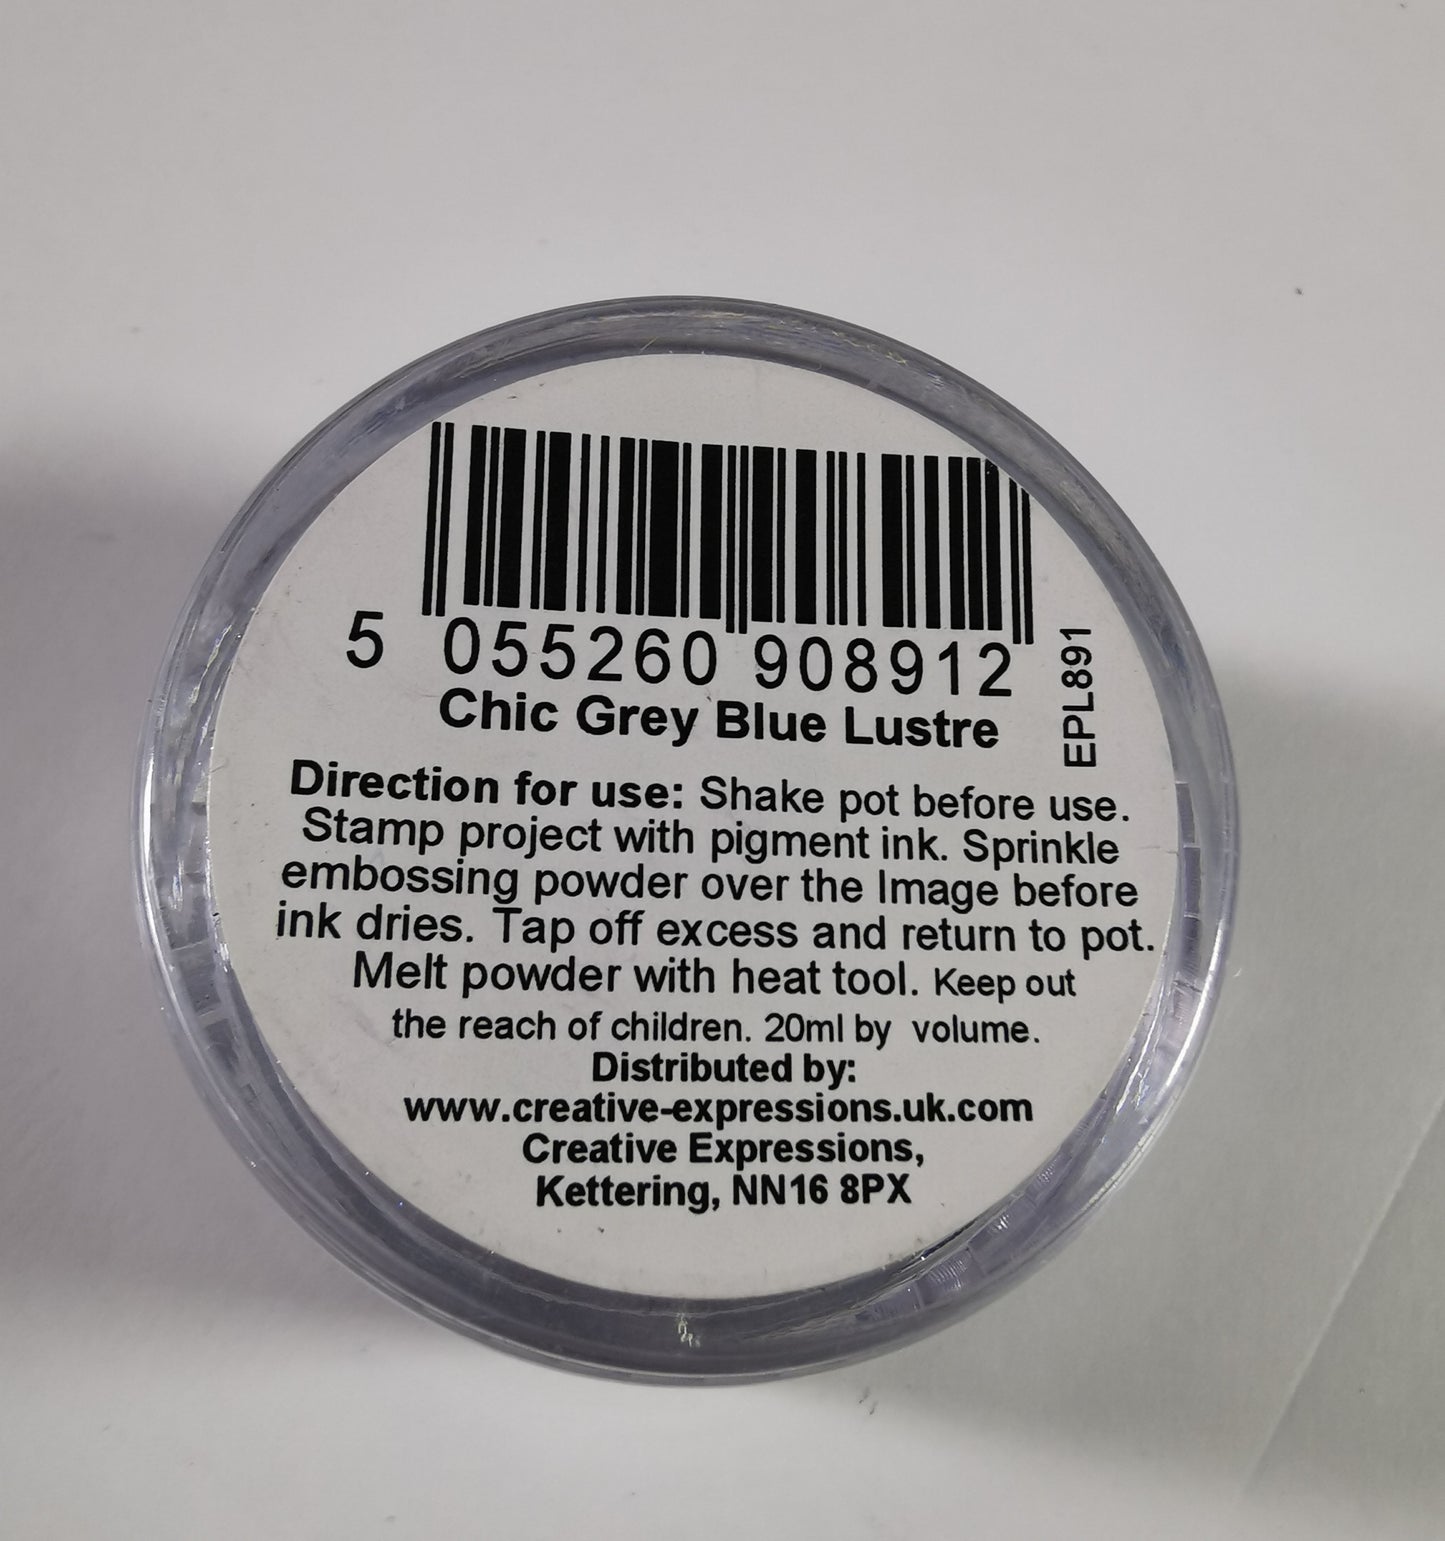 5 055260 908912
EPL891
Chic Grey Blue Lustre
Direction for use: Shake pot before use.
Stamp project with pigment ink. Sprinkle
embossing powder over the Image before
ink dries. Tap off excess and return to pot.
Melt powder with heat tool. Keep out
the reach of children. 20ml by volume.
Distributed by:
www.creative-expressions.uk.com
Creative Expressions,
Kettering, NN16 8PX